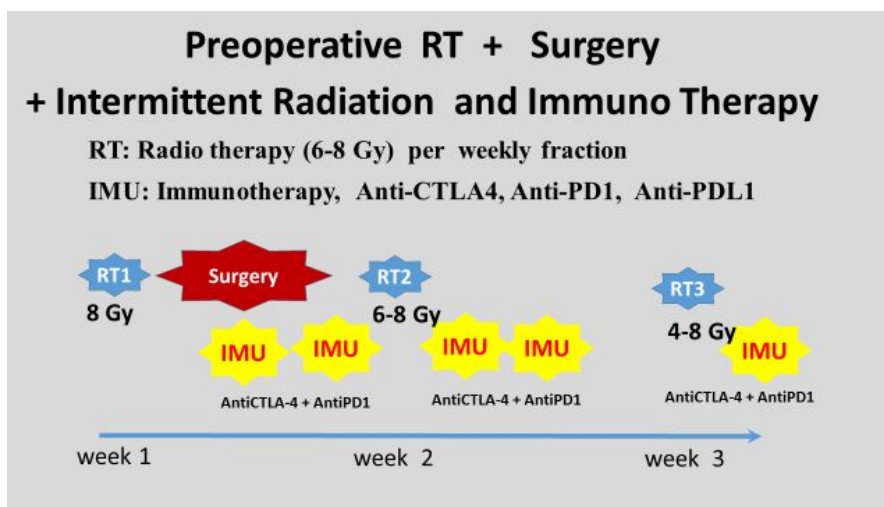 Preoperative RT + Surgery
+ Intermittent Radiation and Immuno Therapy
RT: Radio therapy (6-8 Gy) per weekly fraction
IMU: Immunotherapy, Anti-CTLA4, Anti-PD1, Anti-PDL1
RT1 Surgery RT2 RT3
8 Gy 6-8 Gy 4-8 Gy
IMU IMU IMU IMU IMU
AntiCTLA-4 + AntiPD1 AntiCTLA-4 + AntiPD1 AntiCTLA-4 + AntiPD1
week 1 week 2 week 3